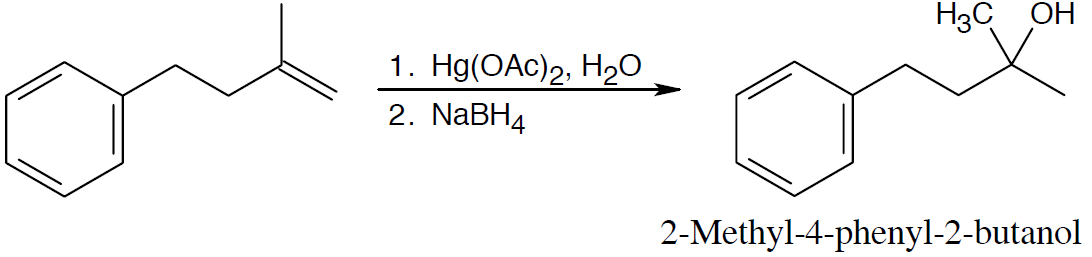 H₃C OH
1. Hg(OAc)₂, H₂O
2. NaBH₄
2-Methyl-4-phenyl-2-butanol